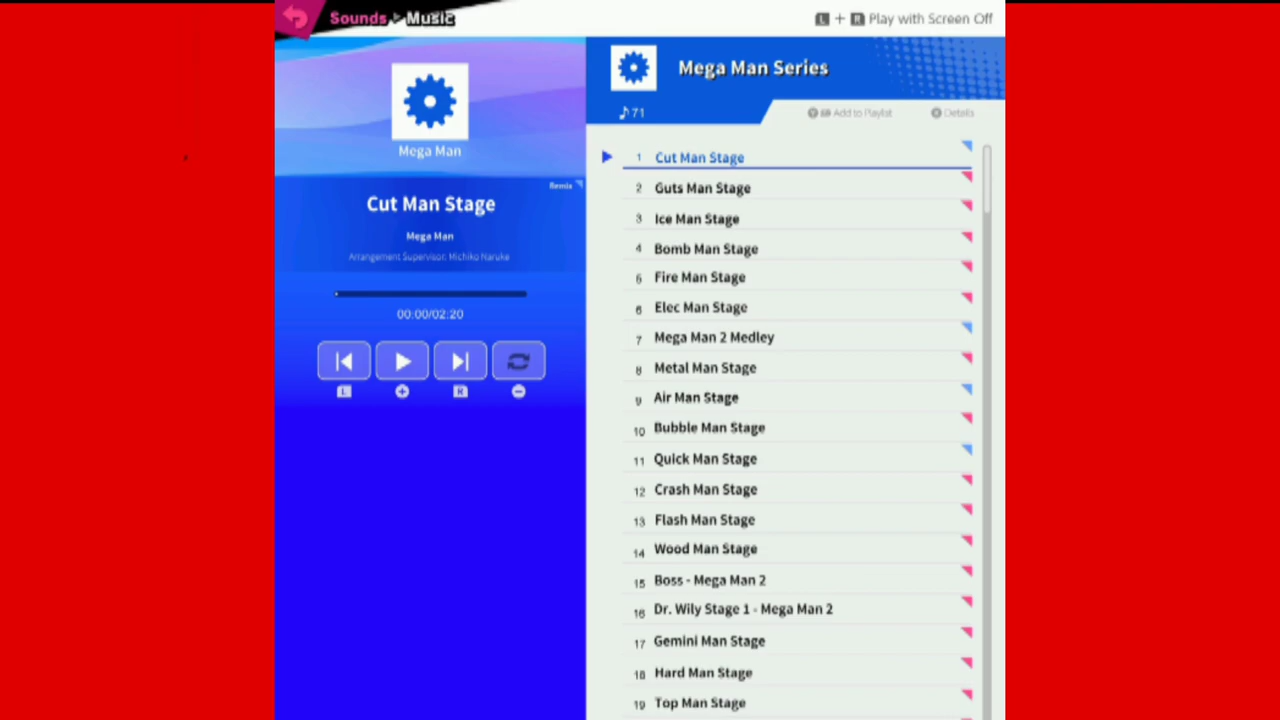 Sounds ▸ Music
L + R Play with Screen Off
Mega Man
Remix
Cut Man Stage
Mega Man
Arrangement Supervisor: Michiko Naruke
00:00/02:20
L + R −
Mega Man Series
♪71
Add to Playlist
Details
1 Cut Man Stage
2 Guts Man Stage
3 Ice Man Stage
4 Bomb Man Stage
5 Fire Man Stage
6 Elec Man Stage
7 Mega Man 2 Medley
8 Metal Man Stage
9 Air Man Stage
10 Bubble Man Stage
11 Quick Man Stage
12 Crash Man Stage
13 Flash Man Stage
14 Wood Man Stage
15 Boss - Mega Man 2
16 Dr. Wily Stage 1 - Mega Man 2
17 Gemini Man Stage
18 Hard Man Stage
19 Top Man Stage